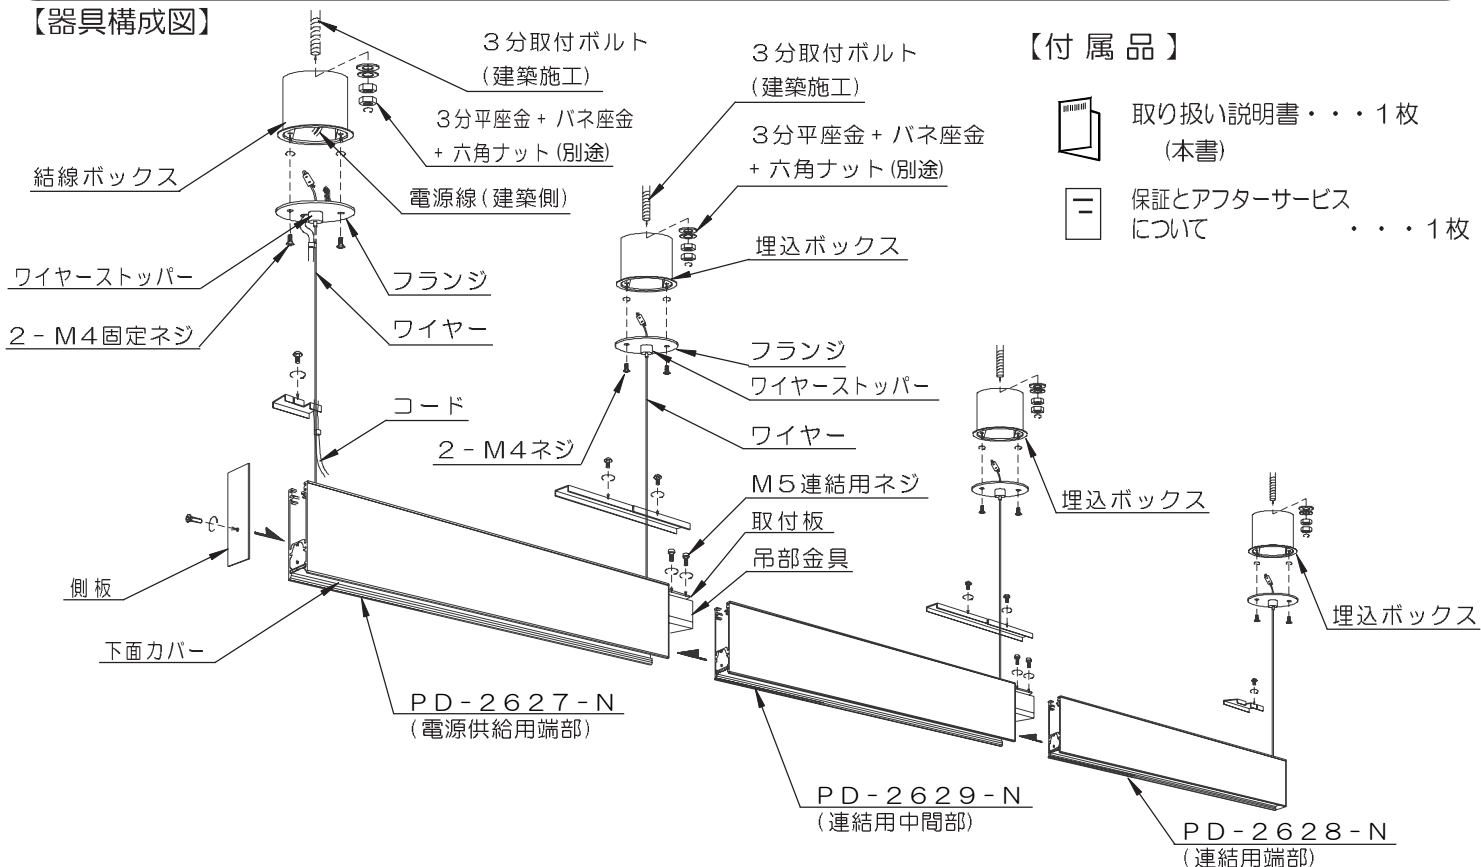 【器具構成図】
3分取付ボルト
(建築施工)
3分平座金+バネ座金
+六角ナット(別途)
電源線(建築側)
結線ボックス
ワイヤーストッパー
フランジ
2-M4固定ネジ
ワイヤー
コード
側板
下面カバー
PD-2627-N
(電源供給用端部)
3分取付ボルト
(建築施工)
3分平座金+バネ座金
+六角ナット(別途)
埋込ボックス
フランジ
ワイヤーストッパー
ワイヤー
2-M4ネジ
M5連結用ネジ
取付板
吊部金具
埋込ボックス
埋込ボックス
PD-2629-N
(連結用中間部)
PD-2628-N
(連結用端部)
【付属品】
取り扱い説明書・・・1枚
(本書)
保証とアフターサービス
について ・・・1枚